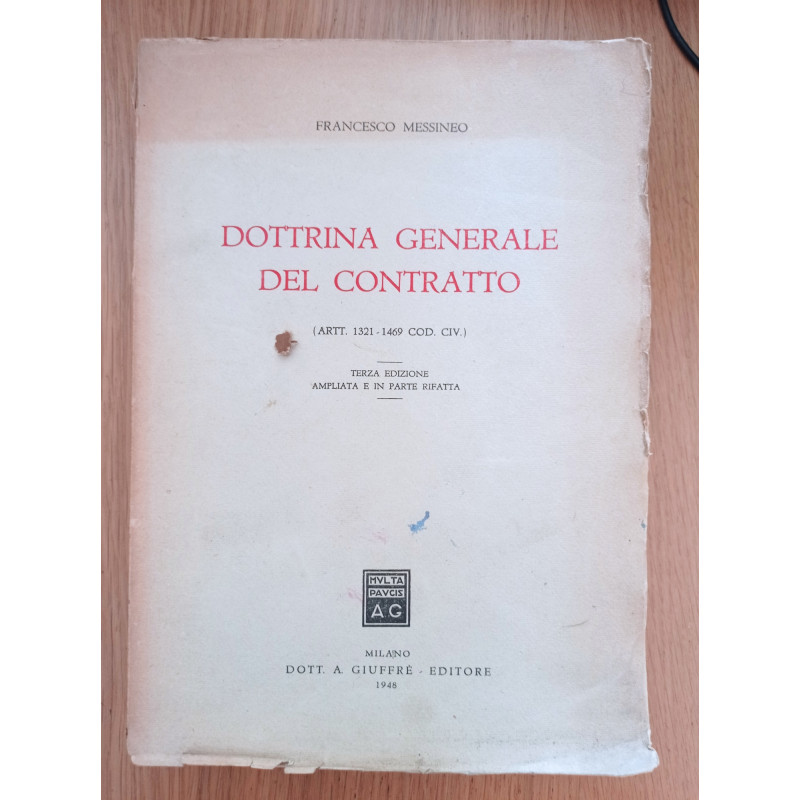 FRANCESCO MESSINEO
DOTTRINA GENERALE
DEL CONTRATTO
(ARTT. 1321-1469 COD. CIV.)
TERZA EDIZIONE
AMPLIATA E IN PARTE RIFATTA
MVLTA
PAVCIS
AG
MILANO
DOTT. A. GIUFFRÈ - EDITORE
1948